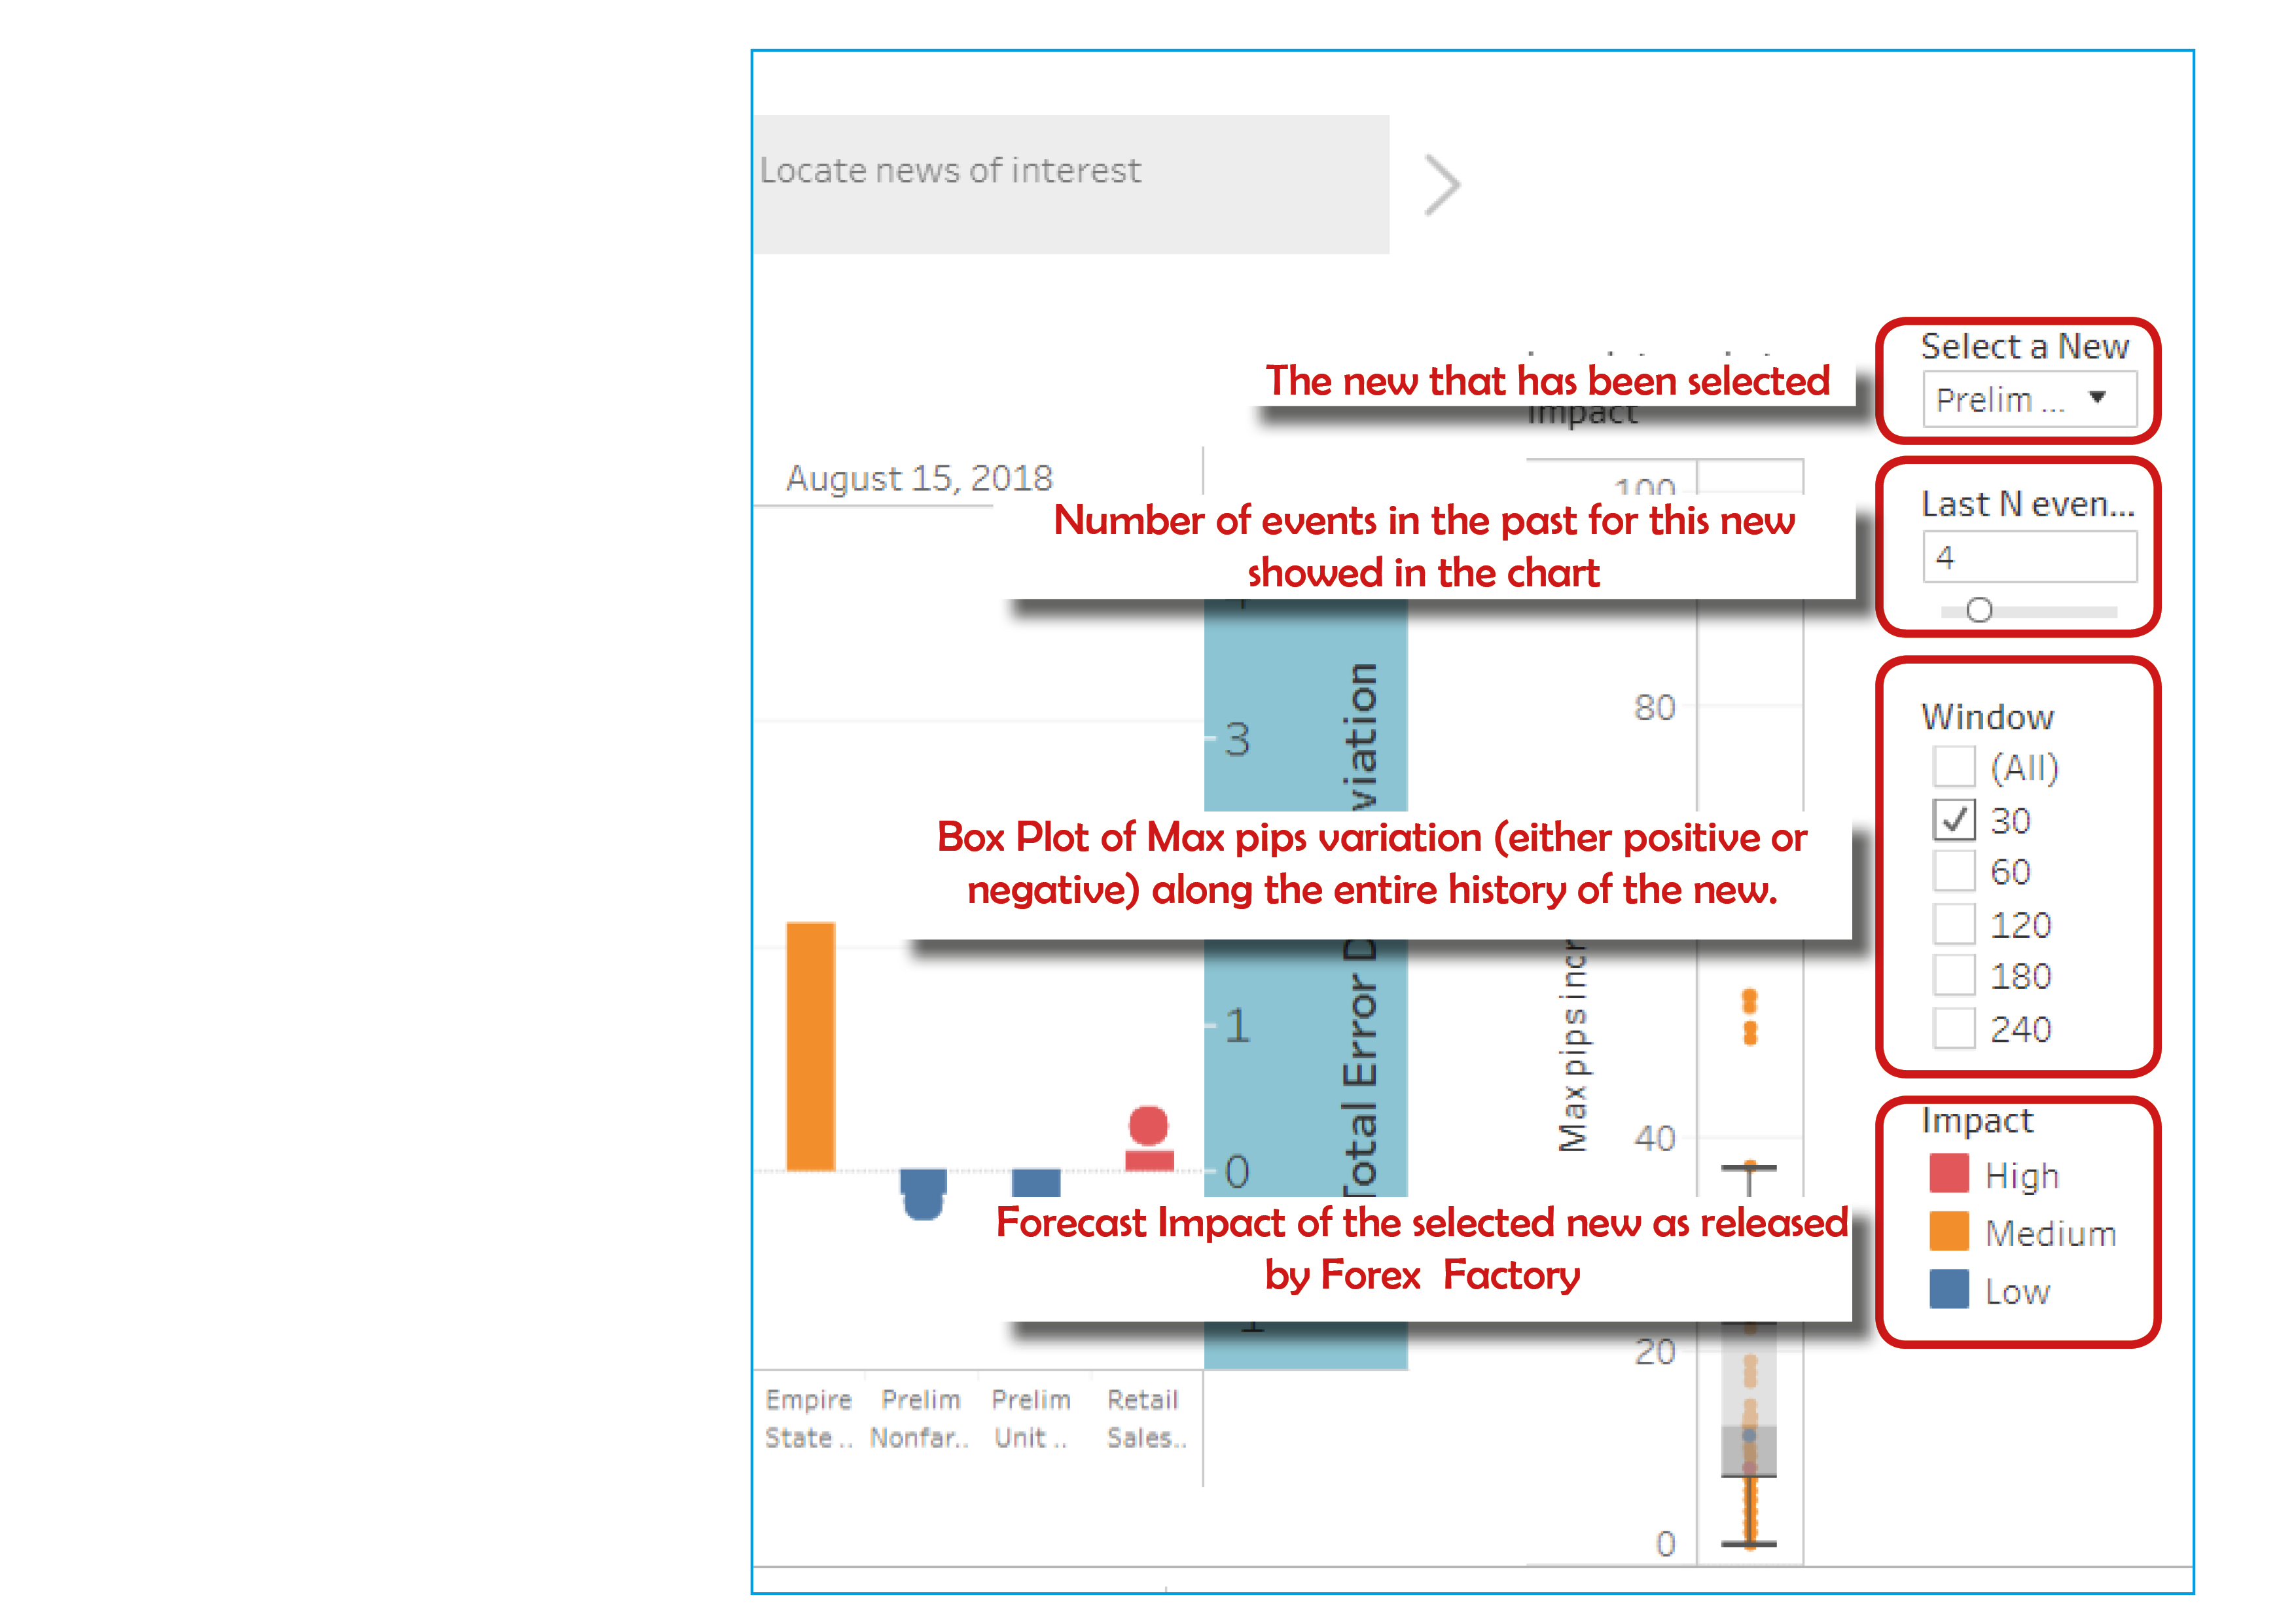 Locate news of interest
Select a New
The new that has been selected
Prelim ...
Impact
August 15, 2018
100
Last N even...
Number of events in the past for this new
showed in the chart
4
3
80
viation
Window
(All)
30
60
120
180
240
Box Plot of Max pips variation (either positive or
negative) along the entire history of the new.
1
Total Error D
Max pips incr
40
0
Impact
High
Medium
Low
Forecast Impact of the selected new as released
by Forex Factory
20
Empire Prelim Prelim Retail
State .. Nonfar.. Unit .. Sales..
0